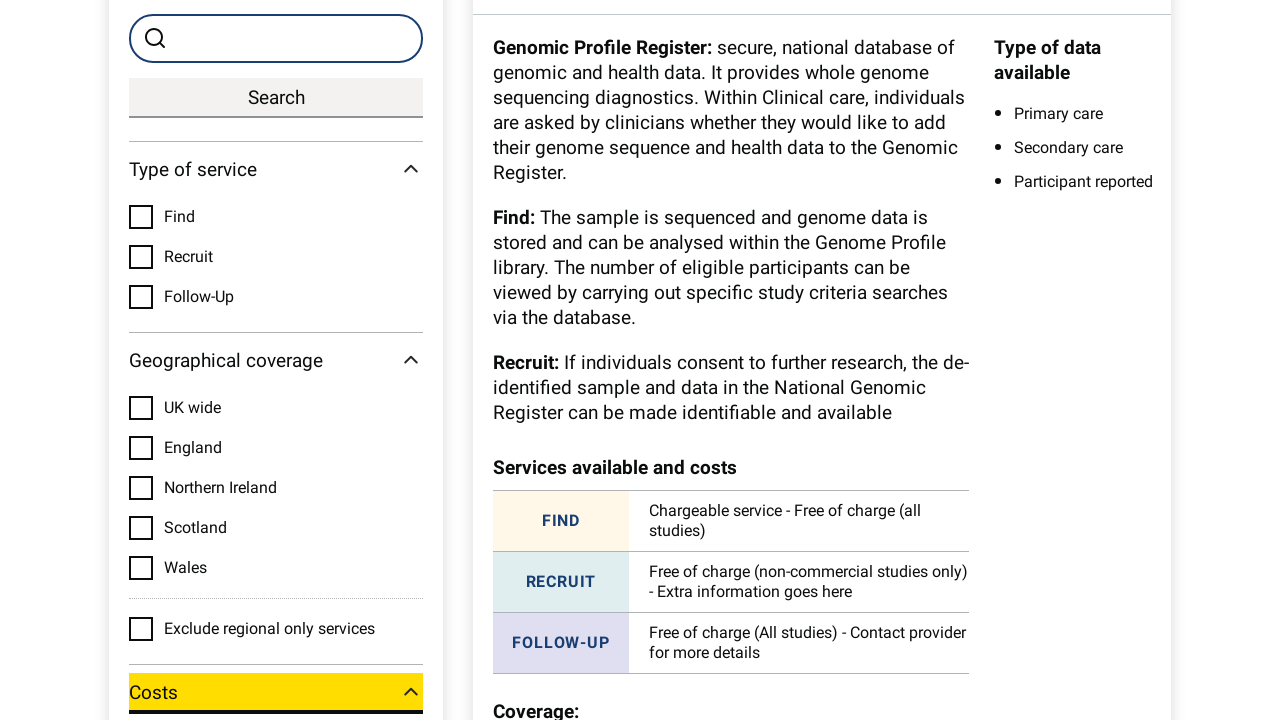 Search
Type of service
Find
Recruit
Follow-Up
Geographical coverage
UK wide
England
Northern Ireland
Scotland
Wales
Exclude regional only services
Costs
Genomic Profile Register: secure, national database of
genomic and health data. It provides whole genome
sequencing diagnostics. Within Clinical care, individuals
are asked by clinicians whether they would like to add
their genome sequence and health data to the Genomic
Register.
Find: The sample is sequenced and genome data is
stored and can be analysed within the Genome Profile
library. The number of eligible participants can be
viewed by carrying out specific study criteria searches
via the database.
Recruit: If individuals consent to further research, the de-
identified sample and data in the National Genomic
Register can be made identifiable and available
Services available and costs
FIND
Chargeable service - Free of charge (all
studies)
RECRUIT
Free of charge (non-commercial studies only)
- Extra information goes here
FOLLOW-UP
Free of charge (All studies) - Contact provider
for more details
Coverage:
Type of data
available
Primary care
Secondary care
Participant reported